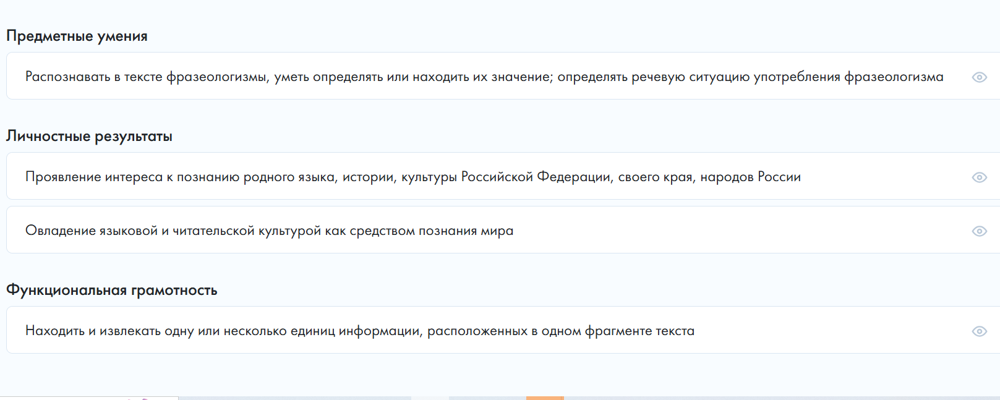 Предметные умения
Распознавать в тексте фразеологизмы, уметь определять или находить их значение; определять речевую ситуацию употребления фразеологизма
Личностные результаты
Проявление интереса к познанию родного языка, истории, культуры Российской Федерации, своего края, народов России
Овладение языковой и читательской культурой как средством познания мира
Функциональная грамотность
Находить и извлекать одну или несколько единиц информации, расположенных в одном фрагменте текста